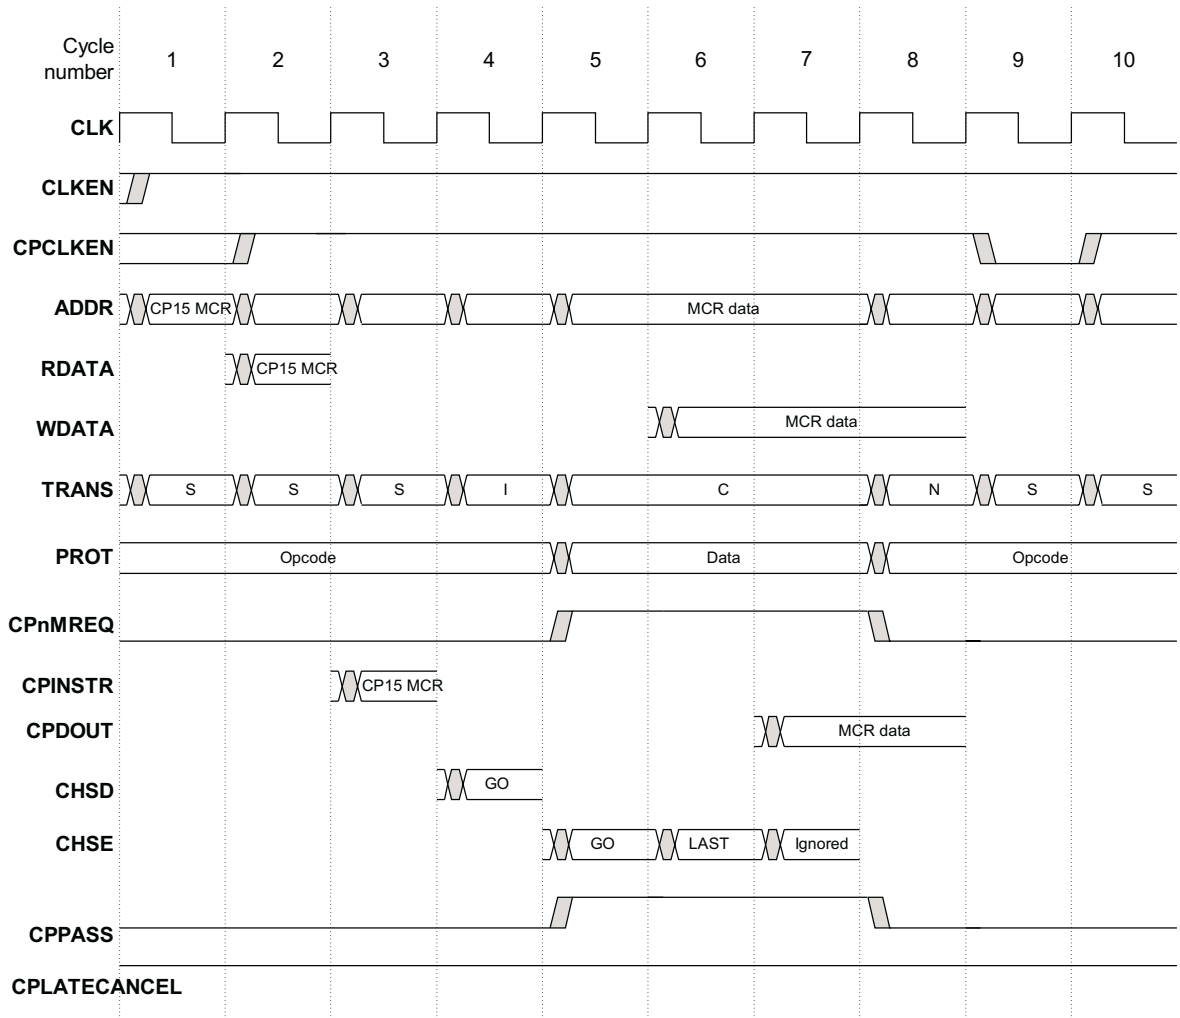 Cycle
number 1 2 3 4 5 6 7 8 9 10
CLK
CLKEN
CPCLKEN
ADDR CP15 MCR MCR data
RDATA CP15 MCR
WDATA MCR data
TRANS S S S I C N S S
PROT Opcode Data Opcode
CPnMREQ
CPINSTR CP15 MCR
CPDOUT MCR data
CHSD GO
CHSE GO LAST Ignored
CPPASS
CPLATECANCEL